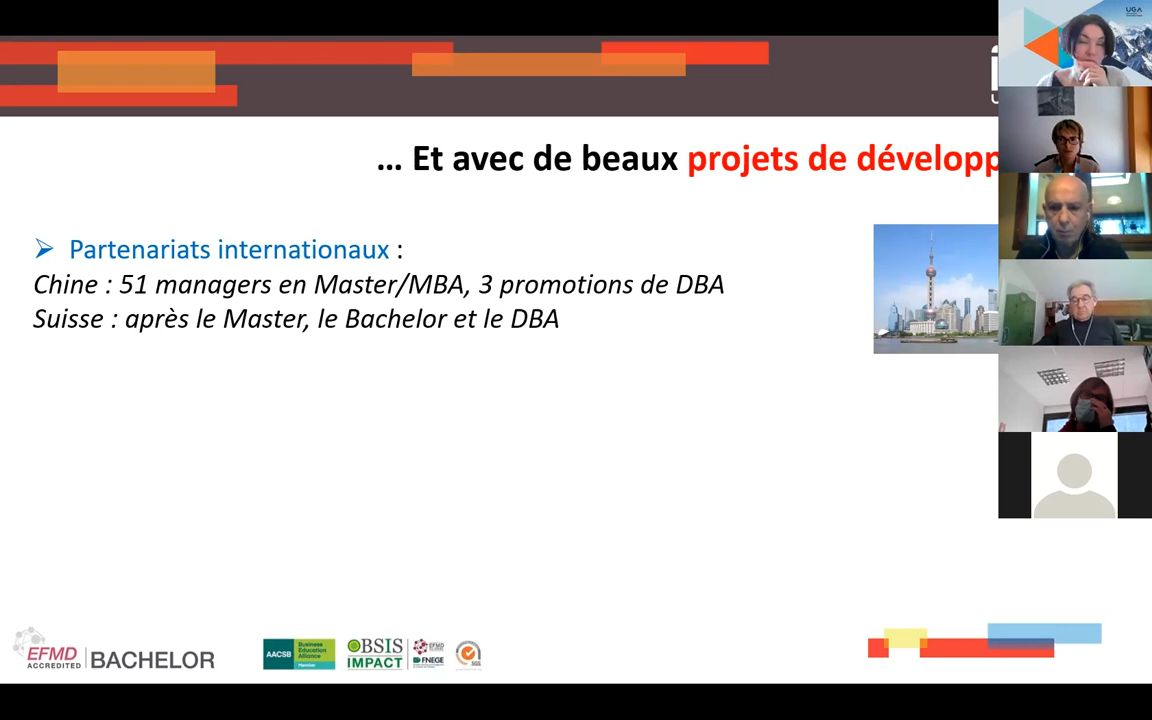 UGA
… Et avec de beaux projets de développ
➢ Partenariats internationaux :
Chine : 51 managers en Master/MBA, 3 promotions de DBA
Suisse : après le Master, le Bachelor et le DBA
EFMD
ACCREDITED
BACHELOR
AACSB
Business
Education
Alliance
Member
BSIS
IMPACT
EFMD
FNEGE
SGS